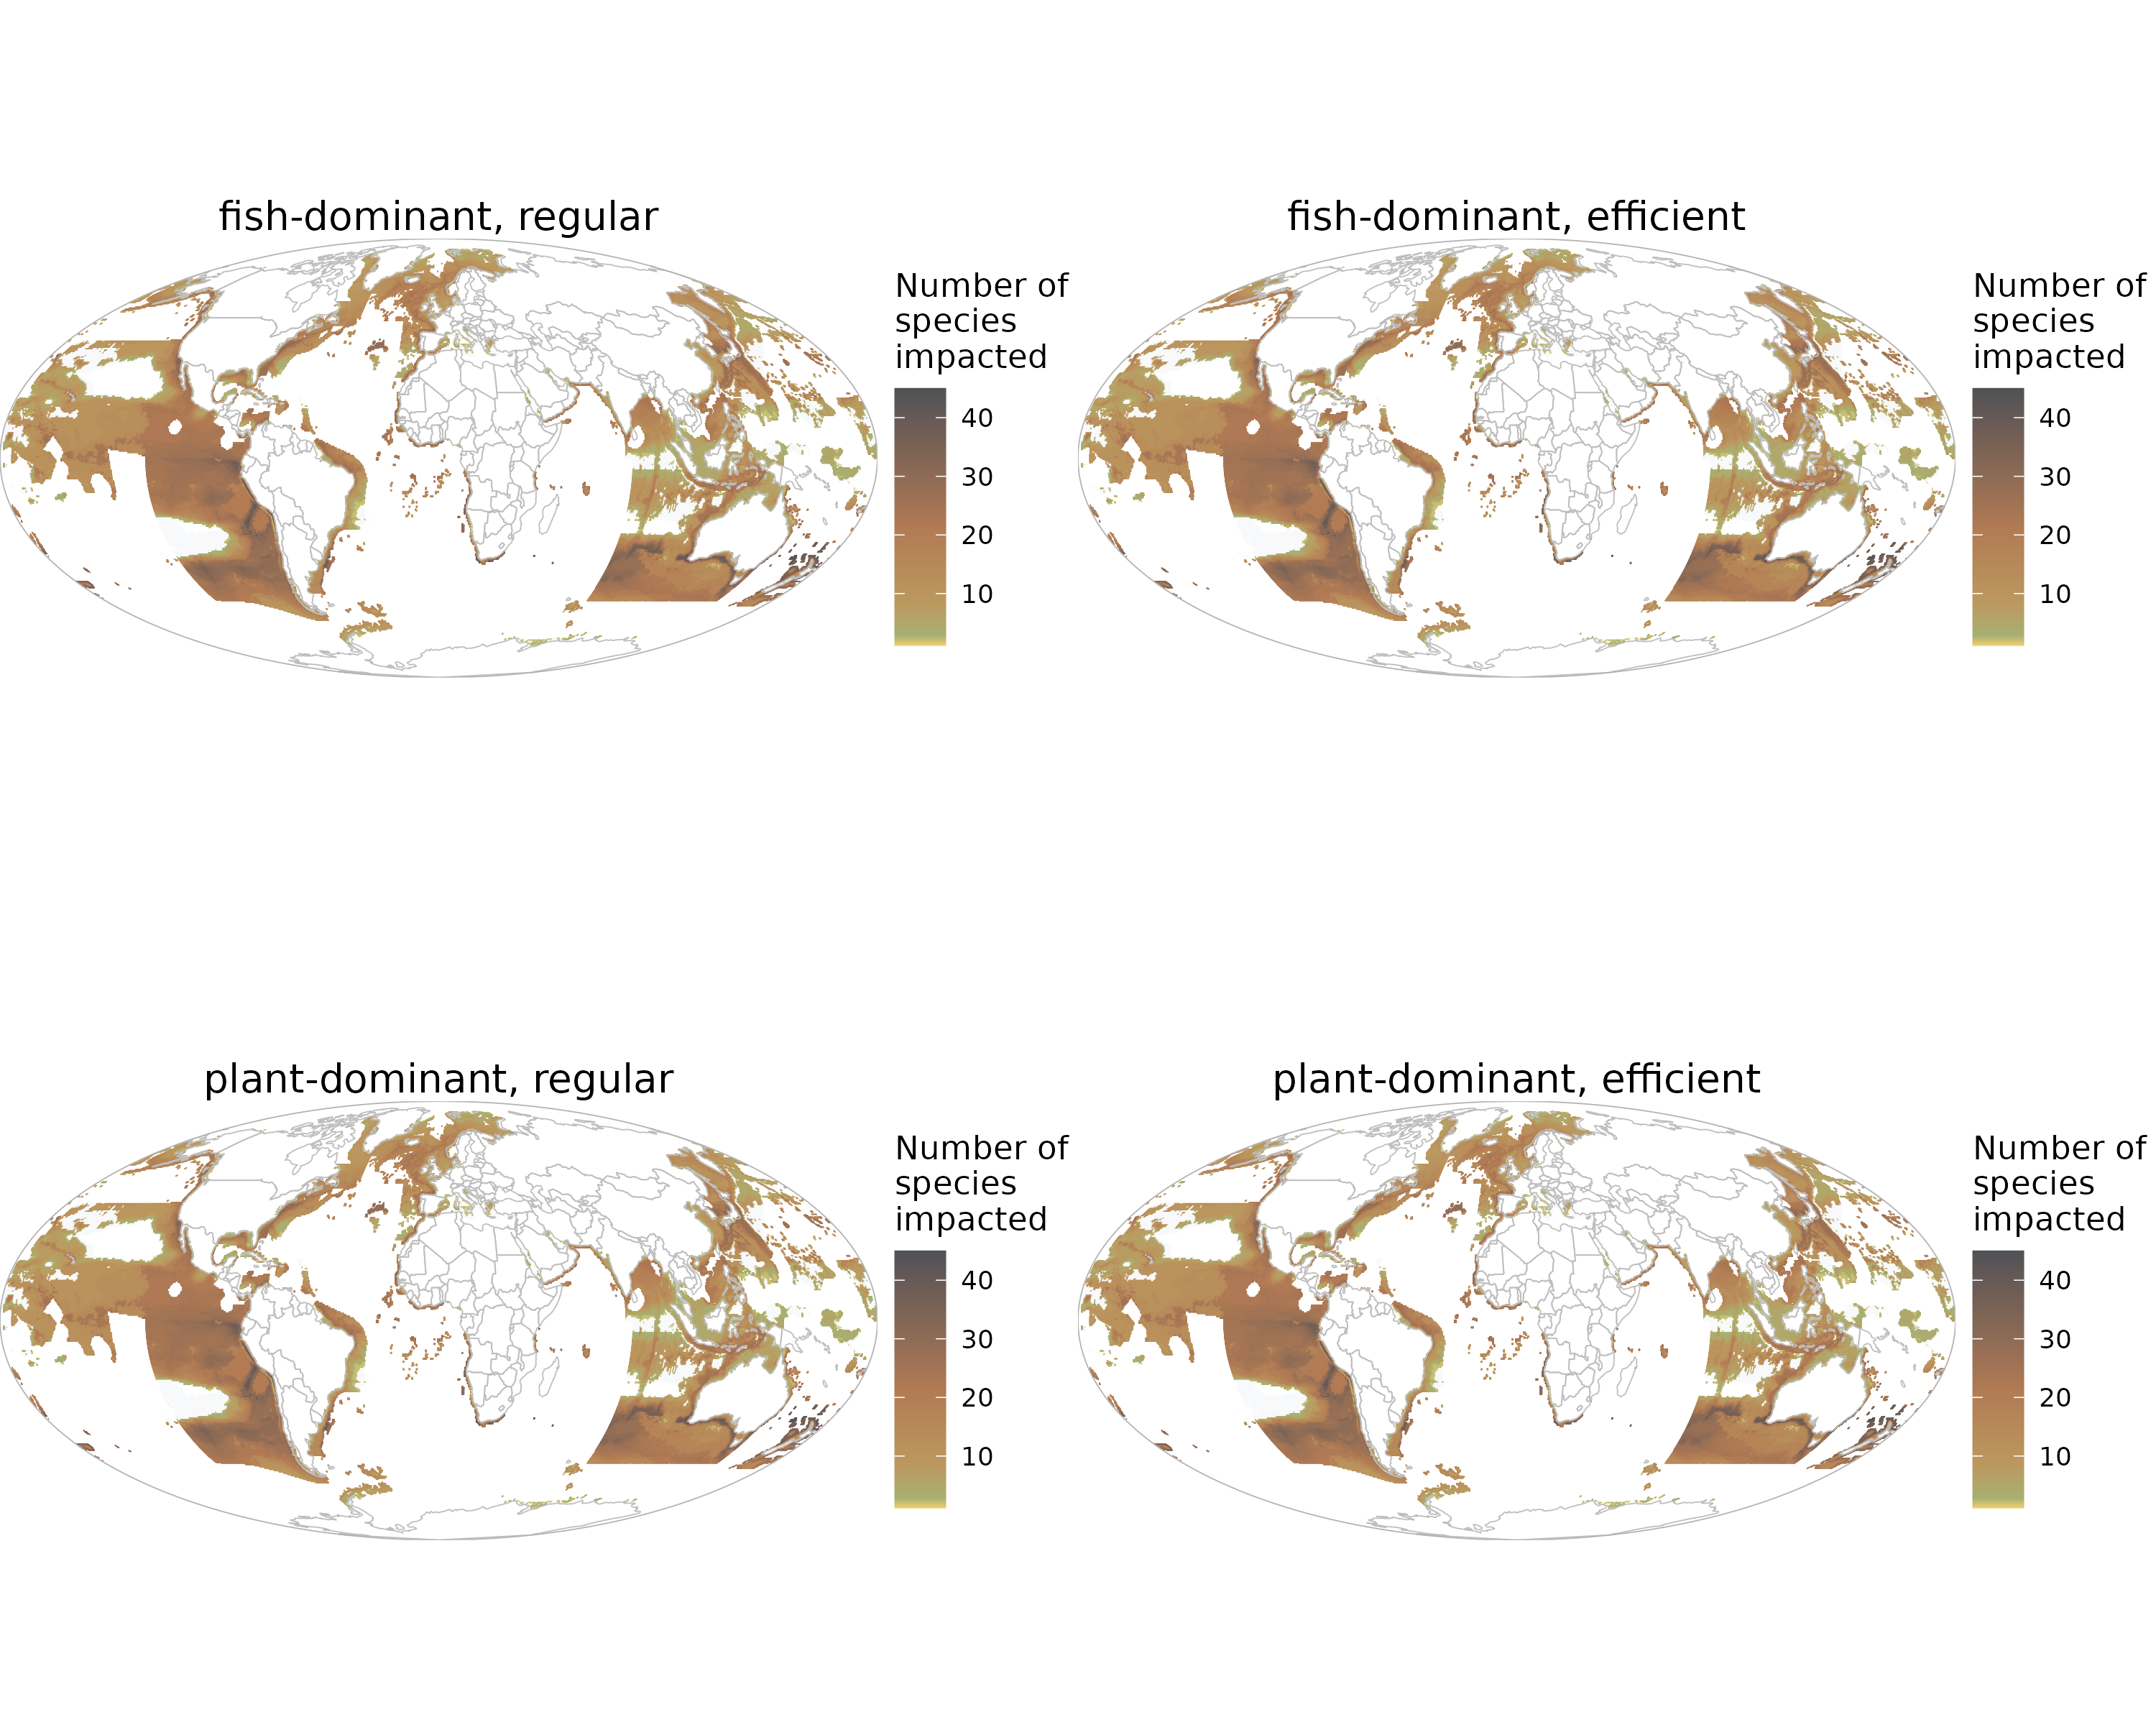 fish-dominant, regular
Number of
species
impacted
40
30
20
10
fish-dominant, efficient
Number of
species
impacted
40
30
20
10
plant-dominant, regular
Number of
species
impacted
40
30
20
10
plant-dominant, efficient
Number of
species
impacted
40
30
20
10